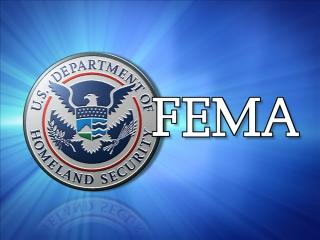 U.S. DEPARTMENT OF
HOMELAND SECURITY
FEMA